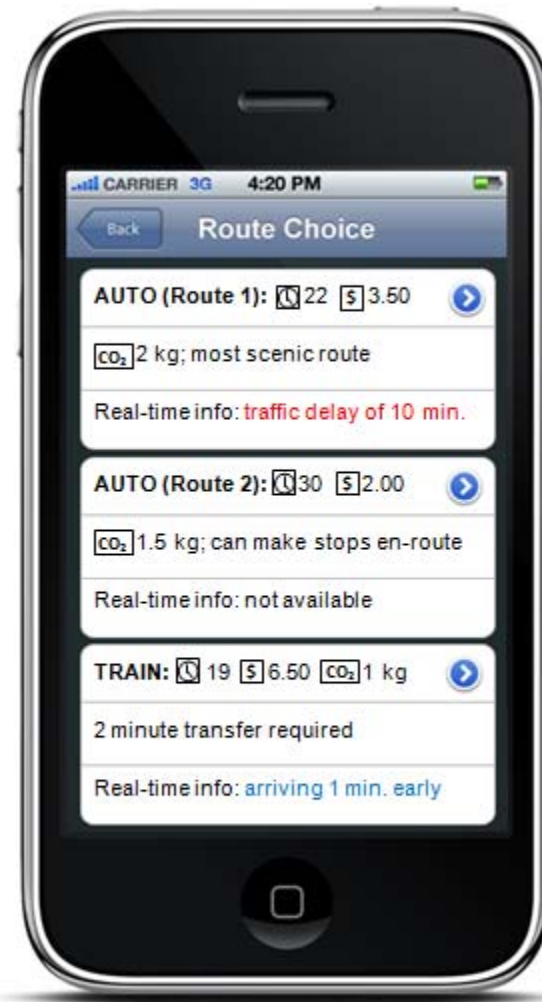 CARRIER 3G 4:20 PM
Back Route Choice
AUTO (Route 1): 22 $ 3.50
CO₂ 2 kg; most scenic route
Real-time info: traffic delay of 10 min.
AUTO (Route 2): 30 $ 2.00
CO₂ 1.5 kg; can make stops en-route
Real-time info: not available
TRAIN: 19 $ 6.50 CO₂ 1 kg
2 minute transfer required
Real-time info: arriving 1 min. early